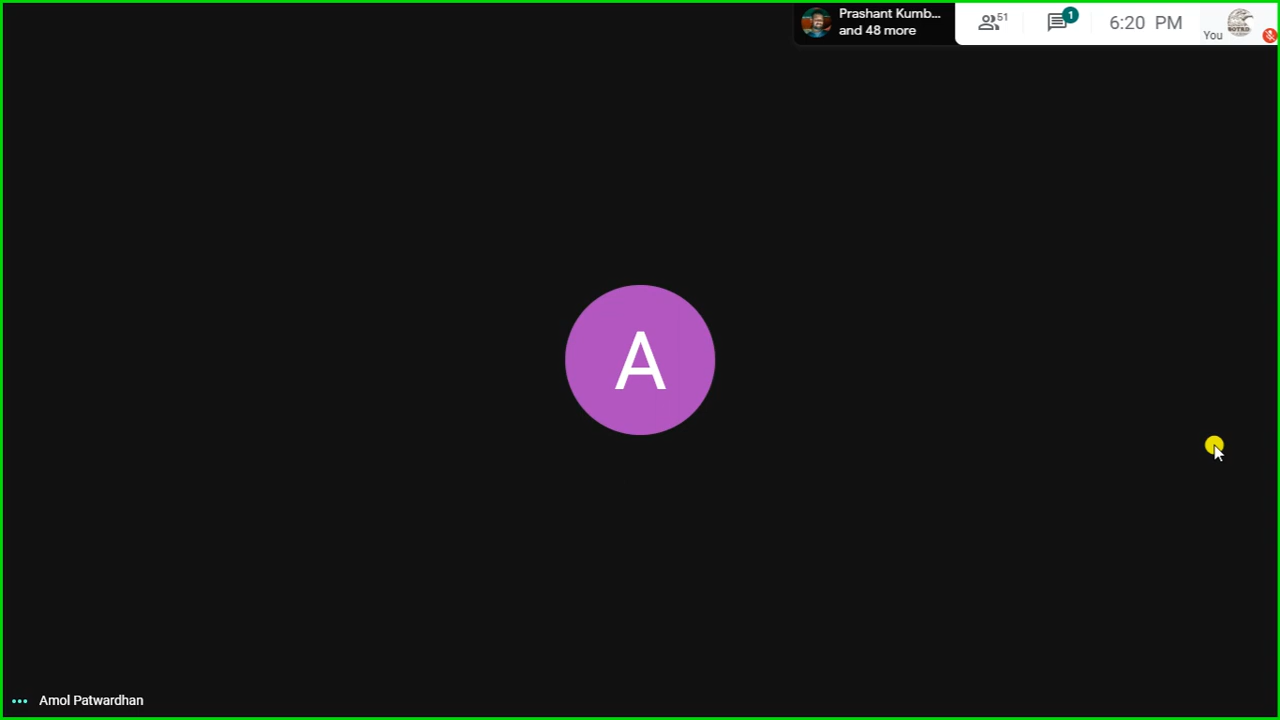 Prashant Kumb...
and 48 more
51
1
6:20 PM
You
A
Amol Patwardhan